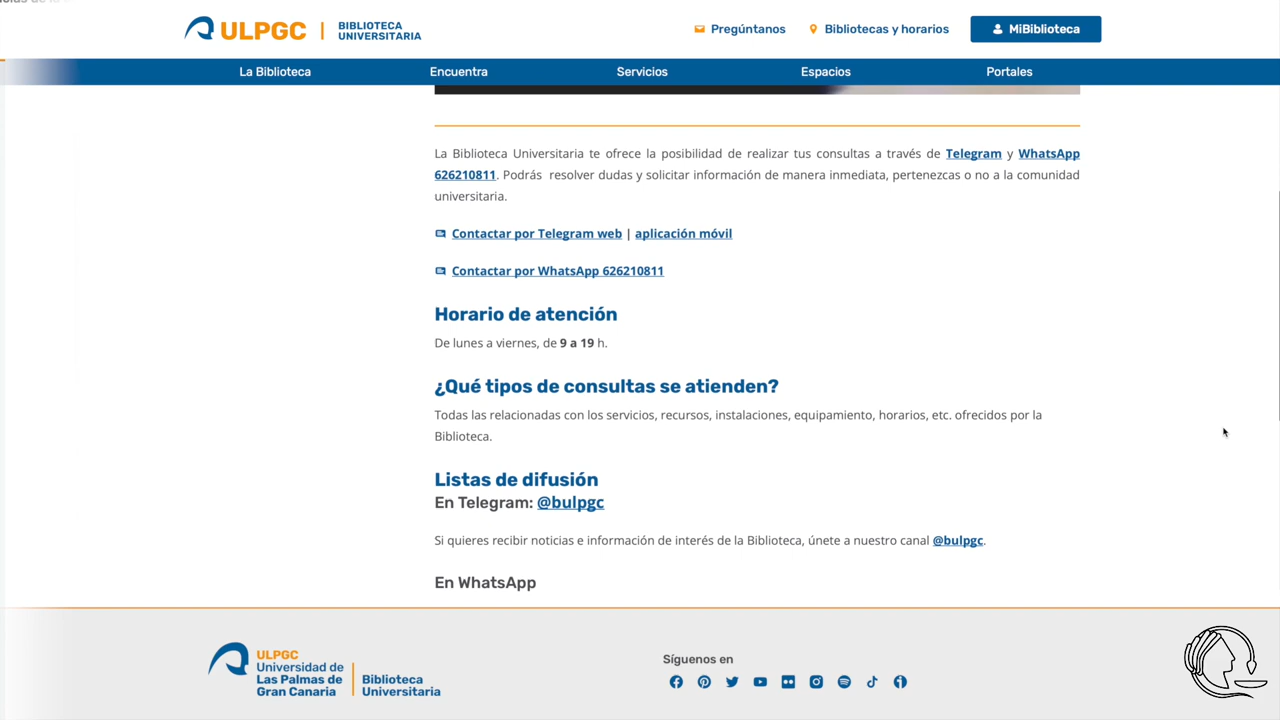 ULPGC
BIBLIOTECA
UNIVERSITARIA
Pregúntanos
Bibliotecas y horarios
MiBiblioteca
La Biblioteca
Encuentra
Servicios
Espacios
Portales
La Biblioteca Universitaria te ofrece la posibilidad de realizar tus consultas a través de Telegram y WhatsApp
626210811. Podrás resolver dudas y solicitar información de manera inmediata, pertenezcas o no a la comunidad
universitaria.
Contactar por Telegram web | aplicación móvil
Contactar por WhatsApp 626210811
Horario de atención
De lunes a viernes, de 9 a 19 h.
¿Qué tipos de consultas se atienden?
Todas las relacionadas con los servicios, recursos, instalaciones, equipamiento, horarios, etc. ofrecidos por la
Biblioteca.
Listas de difusión
En Telegram: @bulpgc
Si quieres recibir noticias e información de interés de la Biblioteca, únete a nuestro canal @bulpgc.
En WhatsApp
ULPGC
Universidad de
Las Palmas de
Gran Canaria
Biblioteca
Universitaria
Síguenos en